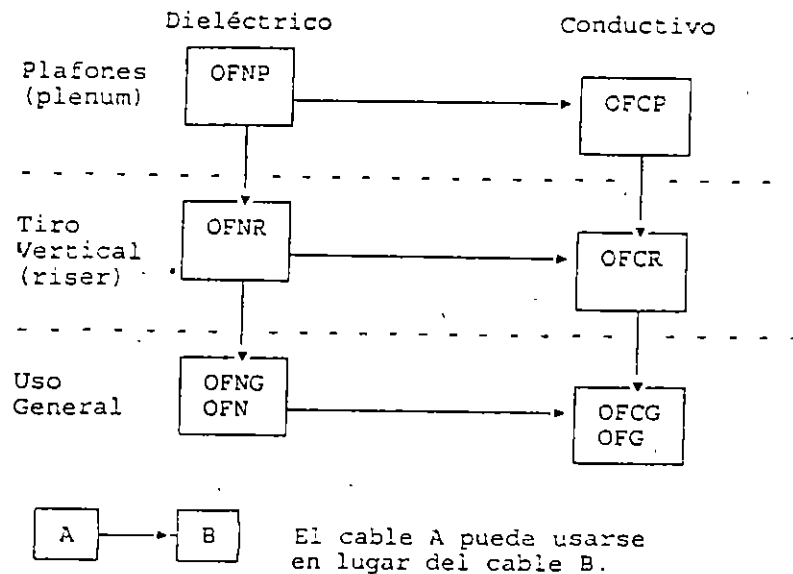 Dieléctrico
Conductivo
Plafones
(plenum)
OFNP
OFCP
Tiro
Vertical
(riser)
OFNR
OFCR
Uso
General
OFNG
OFN
OFCG
OFG
A
B
El cable A pueda usarse
en lugar del cable B.